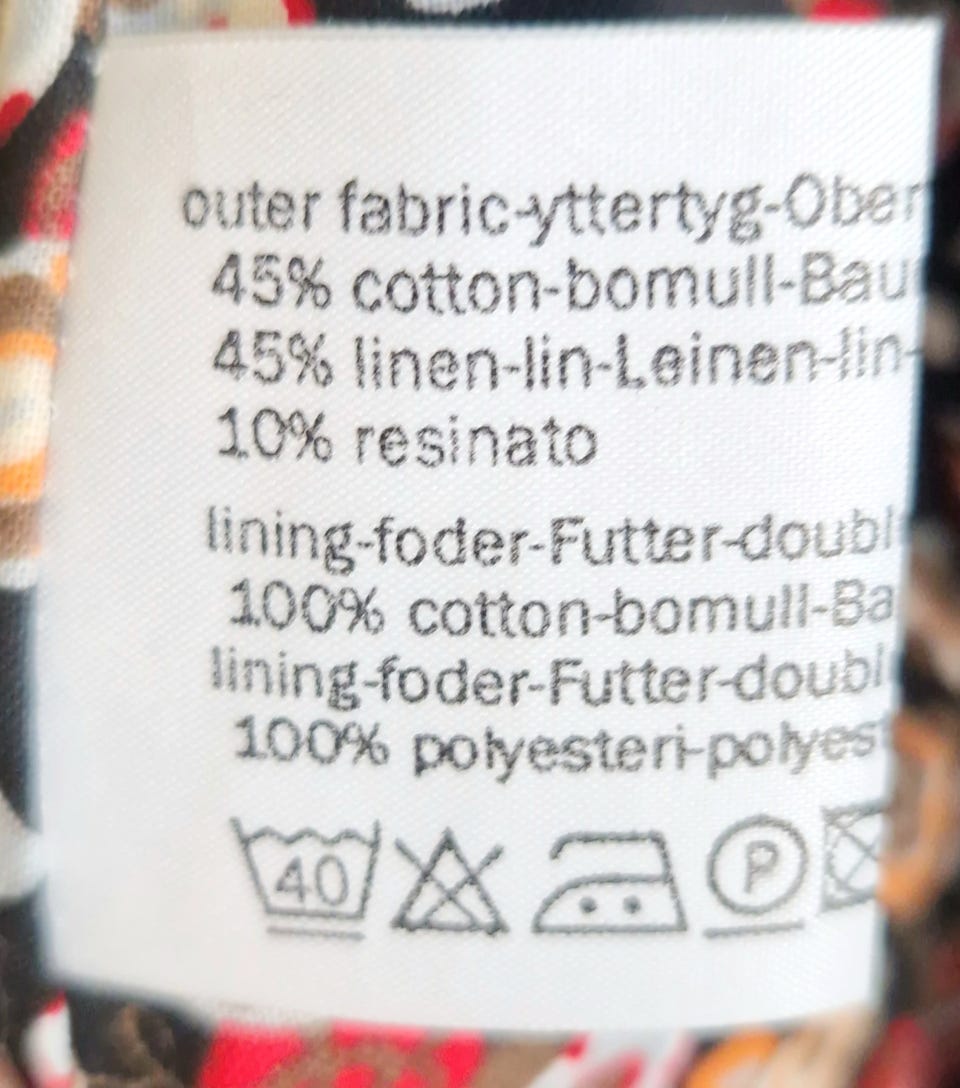 outer fabric-yttertyg-Ober
45% cotton-bomull-Bau
45% linen-lin-Leinen-lin-
10% resinato
lining-foder-Futter-doubl
100% cotton-bomull-Ba
lining-foder-Futter-doubl
100% polyesteri-polyest
40 P